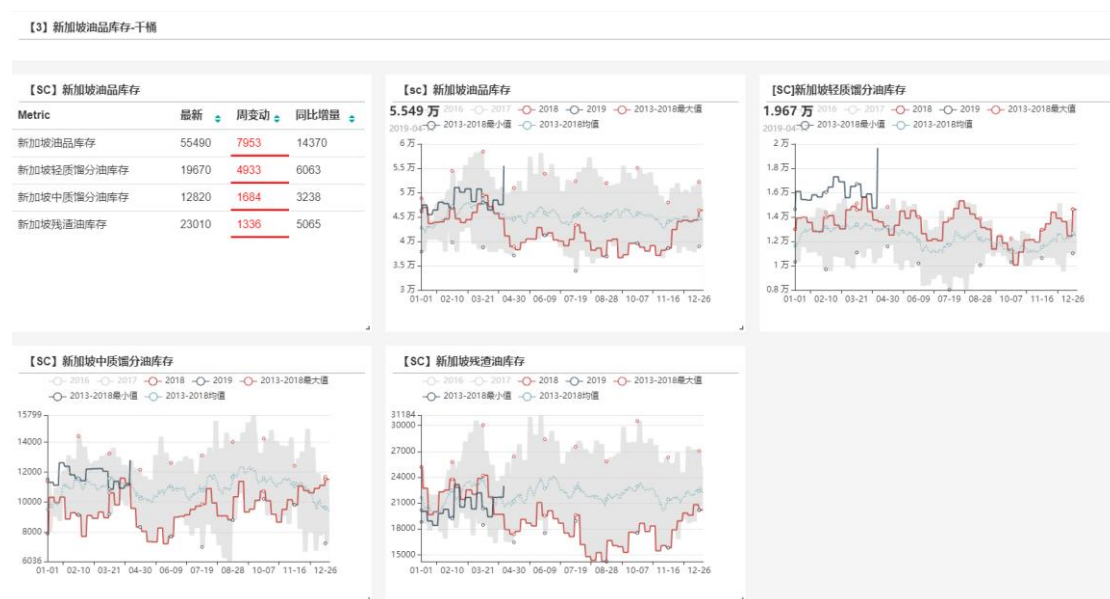 【3】新加坡油品库存-千桶
【SC】新加坡油品库存
Metric 最新 周变动 同比增量
新加坡油品库存 55490 7953 14370
新加坡轻质馏分油库存 19670 4933 6063
新加坡中质馏分油库存 12820 1684 3238
新加坡残渣油库存 23010 1336 5065
【sc】新加坡油品库存
5.549 万 2016 2017 2018 2019 2013-2018最大值
2019-04- 2013-2018最小值 2013-2018均值
6 万
5.5 万
5 万
4.5 万
4 万
3.5 万
3 万
01-01 02-10 03-21 04-30 06-09 07-19 08-28 10-07 11-16 12-26
[SC]新加坡轻质馏分油库存
1.967 万 2016 2017 2018 2019 2013-2018最大值
2019-04- 2013-2018最小值 2013-2018均值
2 万
1.8 万
1.6 万
1.4 万
1.2 万
1 万
0.8 万
01-01 02-10 03-21 04-30 06-09 07-19 08-28 10-07 11-16 12-26
【SC】新加坡中质馏分油库存
2016 2017 2018 2019 2013-2018最大值
2013-2018最小值 2013-2018均值
15799
14000
12000
10000
8000
6036
01-01 02-10 03-21 04-30 06-09 07-19 08-28 10-07 11-16 12-26
【SC】新加坡残渣油库存
2016 2017 2018 2019 2013-2018最大值
2013-2018最小值 2013-2018均值
31184
30000
27000
24000
21000
18000
15000
01-01 02-10 03-21 04-30 06-09 07-19 08-28 10-07 11-16 12-26